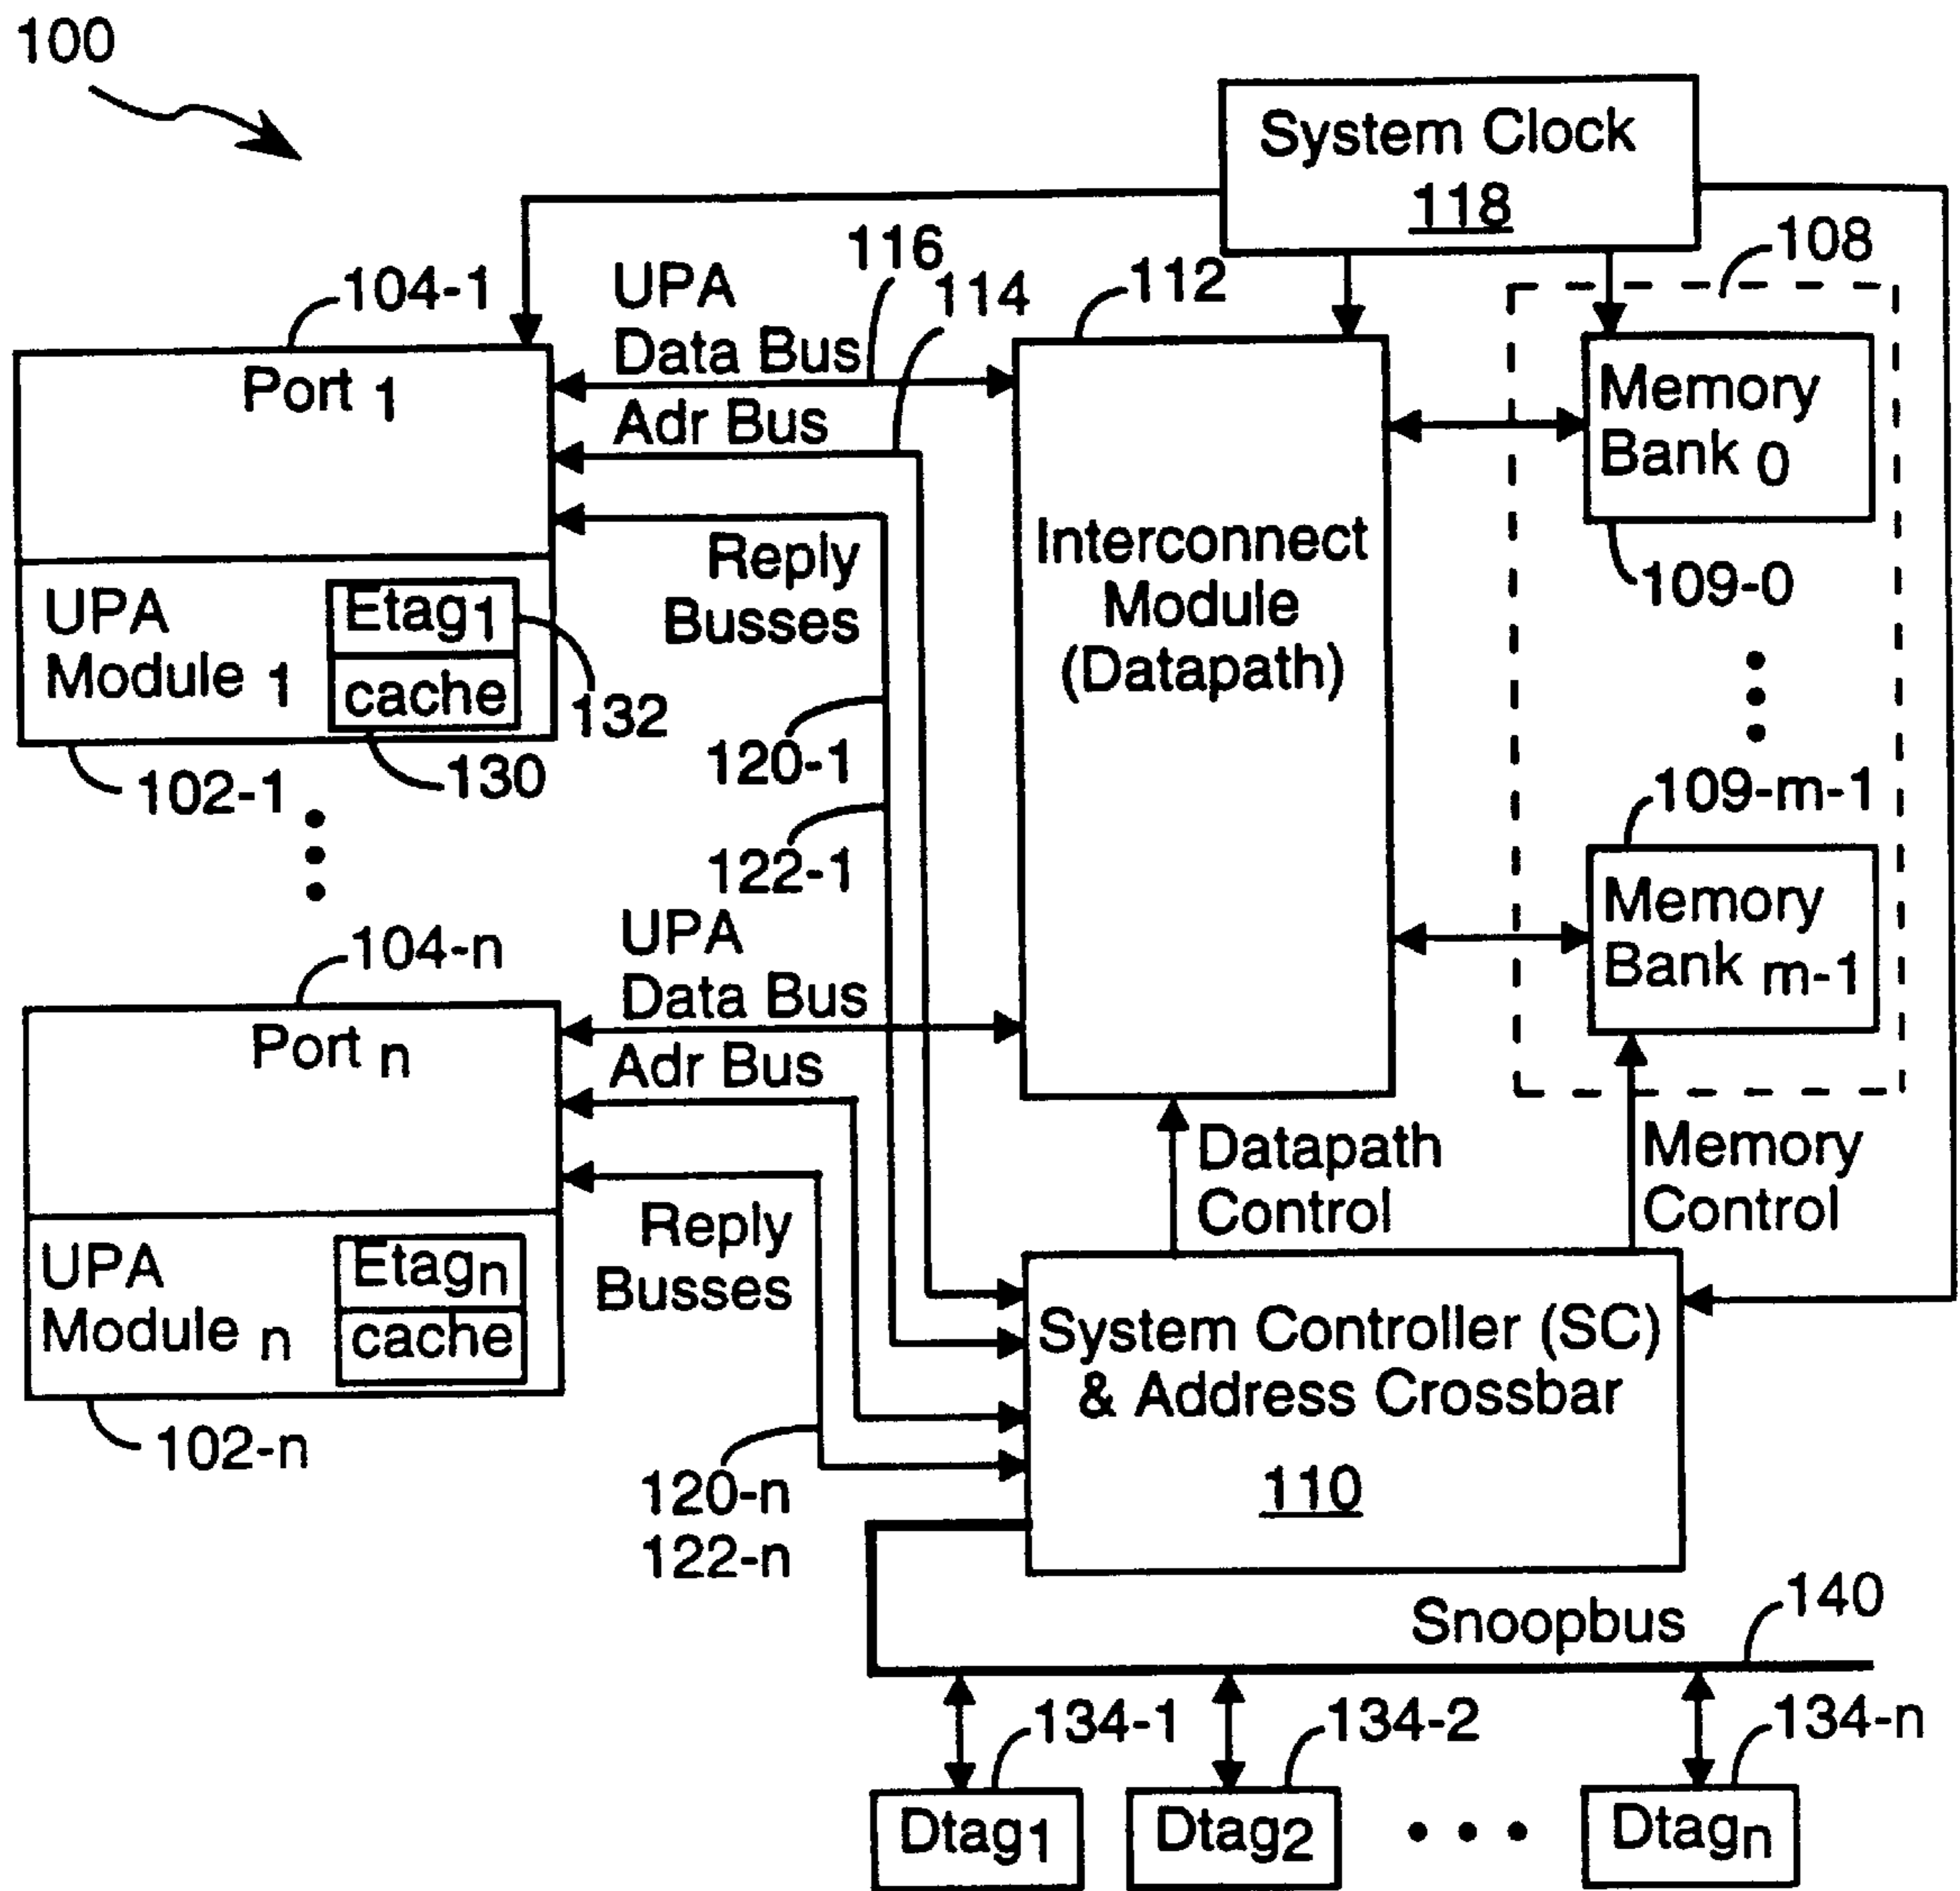 100
System Clock
118
108
116
114
112
104-1
UPA
Data Bus
Port 1
Adr Bus
Memory
Bank 0
109-0
Reply
Busses
Interconnect
Module
(Datapath)
UPA
Module 1
Etag1
cache
132
130
102-1
120-1
122-1
109-m-1
Memory
Bank m-1
104-n
UPA
Data Bus
Port n
Adr Bus
Datapath
Control
Memory
Control
Reply
Busses
UPA
Module n
Etagn
cache
102-n
System Controller (SC)
& Address Crossbar
110
120-n
122-n
Snoopbus
140
134-1
134-2
134-n
Dtag1
Dtag2
Dtagn